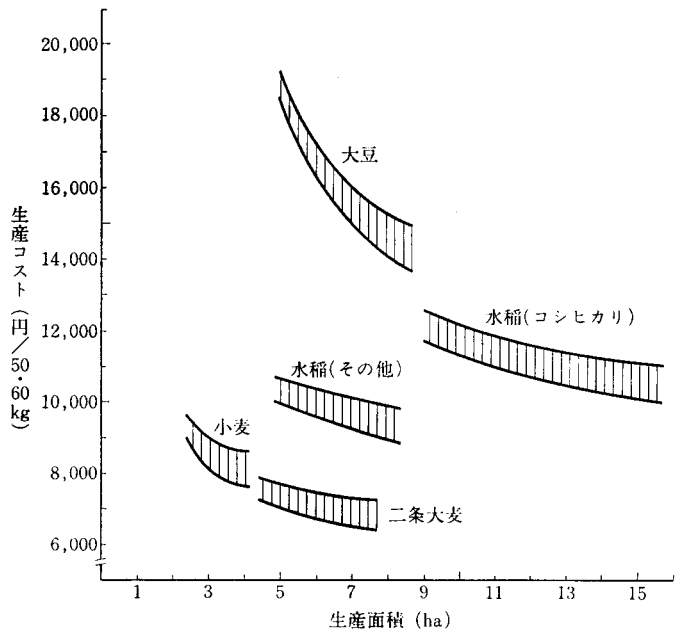 20,000
18,000
16,000
14,000
12,000
10,000
8,000
6,000
生産コスト(円/50・60kg)
大豆
水稲(コシヒカリ)
水稲(その他)
小麦
二条大麦
1 3 5 7 9 11 13 15
生産面積 (ha)